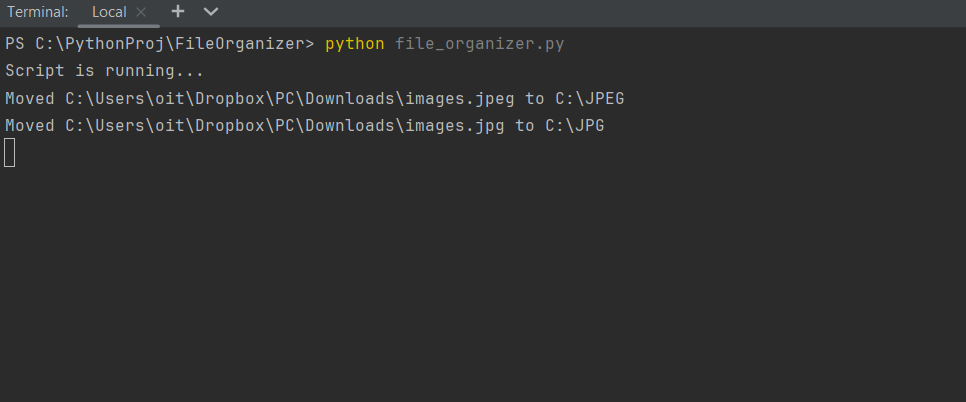 Terminal: Local
PS C:\PythonProj\FileOrganizer> python file_organizer.py
Script is running...
Moved C:\Users\oit\Dropbox\PC\Downloads\images.jpeg to C:\JPEG
Moved C:\Users\oit\Dropbox\PC\Downloads\images.jpg to C:\JPG